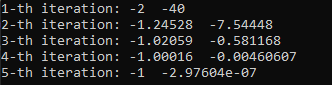 1-th iteration: -2  -40
2-th iteration: -1.24528  -7.54448
3-th iteration: -1.02059  -0.581168
4-th iteration: -1.00016  -0.00460607
5-th iteration: -1  -2.97604e-07